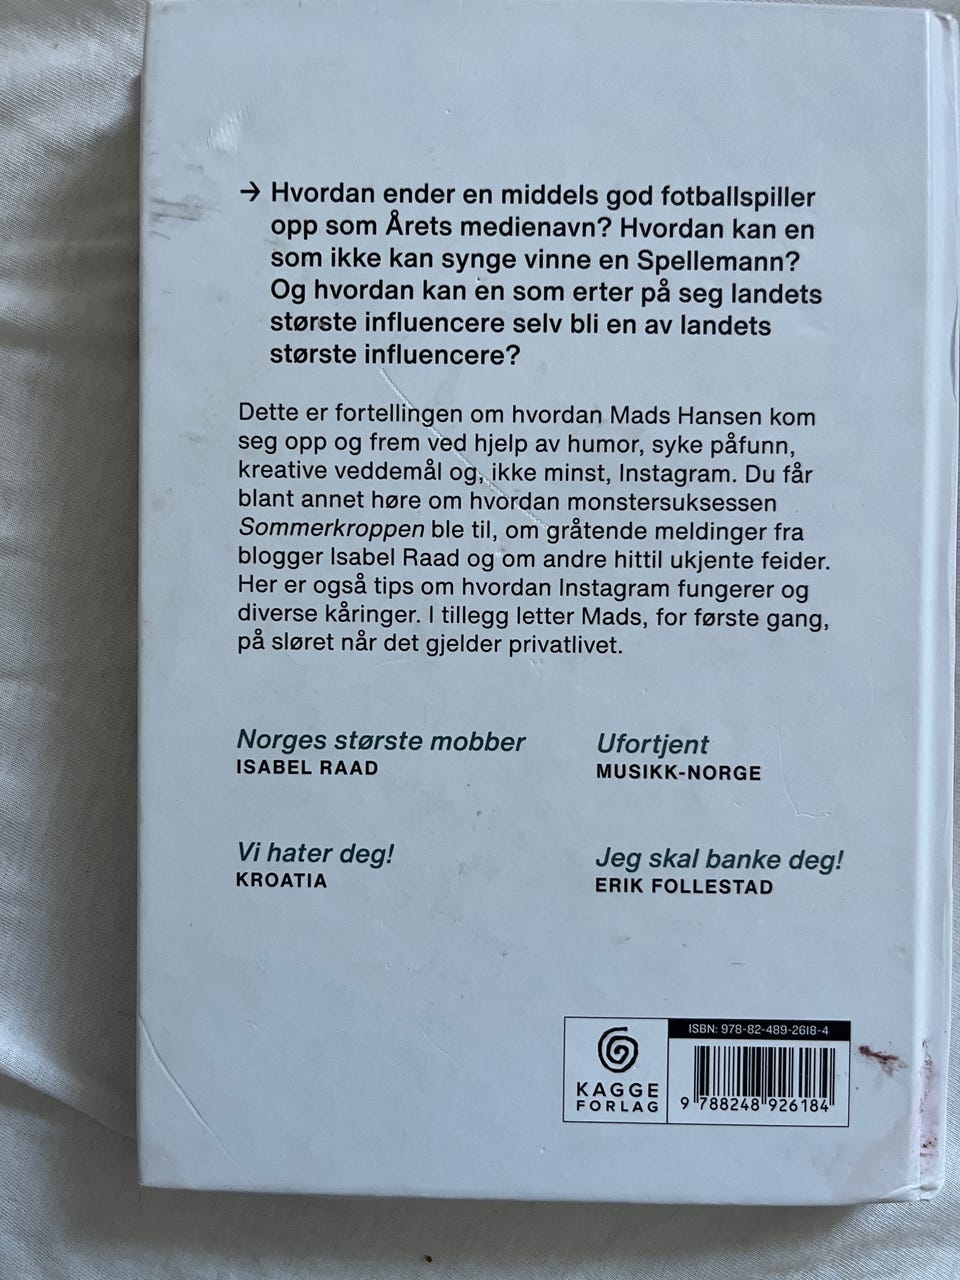 → Hvordan ender en middels god fotballspiller
opp som Årets medienavn? Hvordan kan en
som ikke kan synge vinne en Spellemann?
Og hvordan kan en som erter på seg landets
største influencere selv bli en av landets
største influencere?
Dette er fortellingen om hvordan Mads Hansen kom
seg opp og frem ved hjelp av humor, syke påfunn,
kreative veddemål og, ikke minst, Instagram. Du får
blant annet høre om hvordan monstersuksessen
Sommerkroppen ble til, om gråtende meldinger fra
blogger Isabel Raad og om andre hittil ukjente feider.
Her er også tips om hvordan Instagram fungerer og
diverse kåringer. I tillegg letter Mads, for første gang,
på sløret når det gjelder privatlivet.
Norges største mobber
ISABEL RAAD
Ufortjent
MUSIKK-NORGE
Vi hater deg!
KROATIA
Jeg skal banke deg!
ERIK FOLLESTAD
KAGGE
FORLAG
ISBN: 978-82-489-2618-4
9 788248 926184